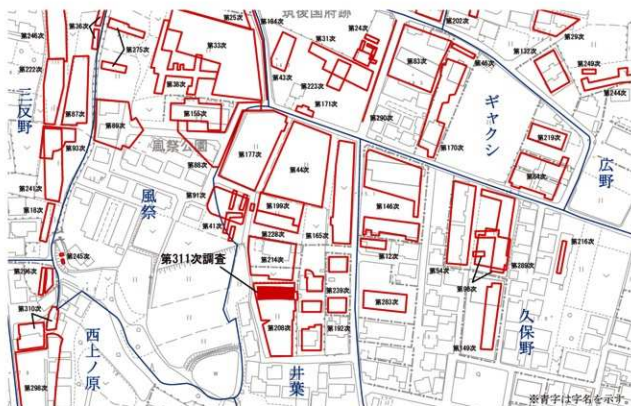 第36次
第25次
第164次
筑後国府跡
第24次
第202次
第29次
第246次
第275次
第33次
第31次
第132次
第222次
第43次
第83次
第46次
第249次
三反野
第87次
第36次
第223次
第244次
第171次
第290次
ギャクシ
第89次
第155次
第219次
第93次
風祭公園
第88次
第177次
第44次
第170次
第84次
広野
第241次
第18次
風祭
第91次
第199次
第146次
第41次
第165次
第228次
第245次
第311次調査
第214次
第12次
第54次
第98次
第289次
第216次
第296次
第239次
第283次
第310次
第208次
第192次
第149次
久保野
西上ノ原
井葉
第298次
※青字は字名を示す。